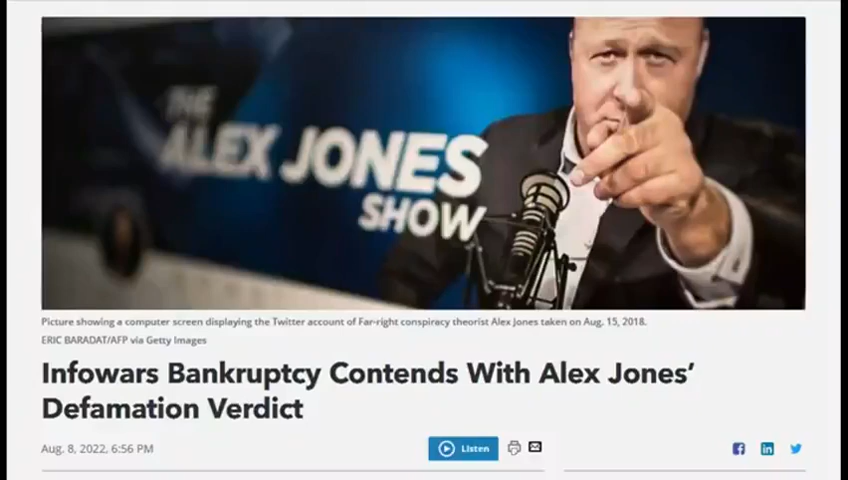 THE
ALEX JONES
SHOW
Picture showing a computer screen displaying the Twitter account of Far-right conspiracy theorist Alex Jones taken on Aug. 15, 2018.
ERIC BARADAT/AFP via Getty Images
Infowars Bankruptcy Contends With Alex Jones’
Defamation Verdict
Aug. 8, 2022, 6:56 PM
Listen